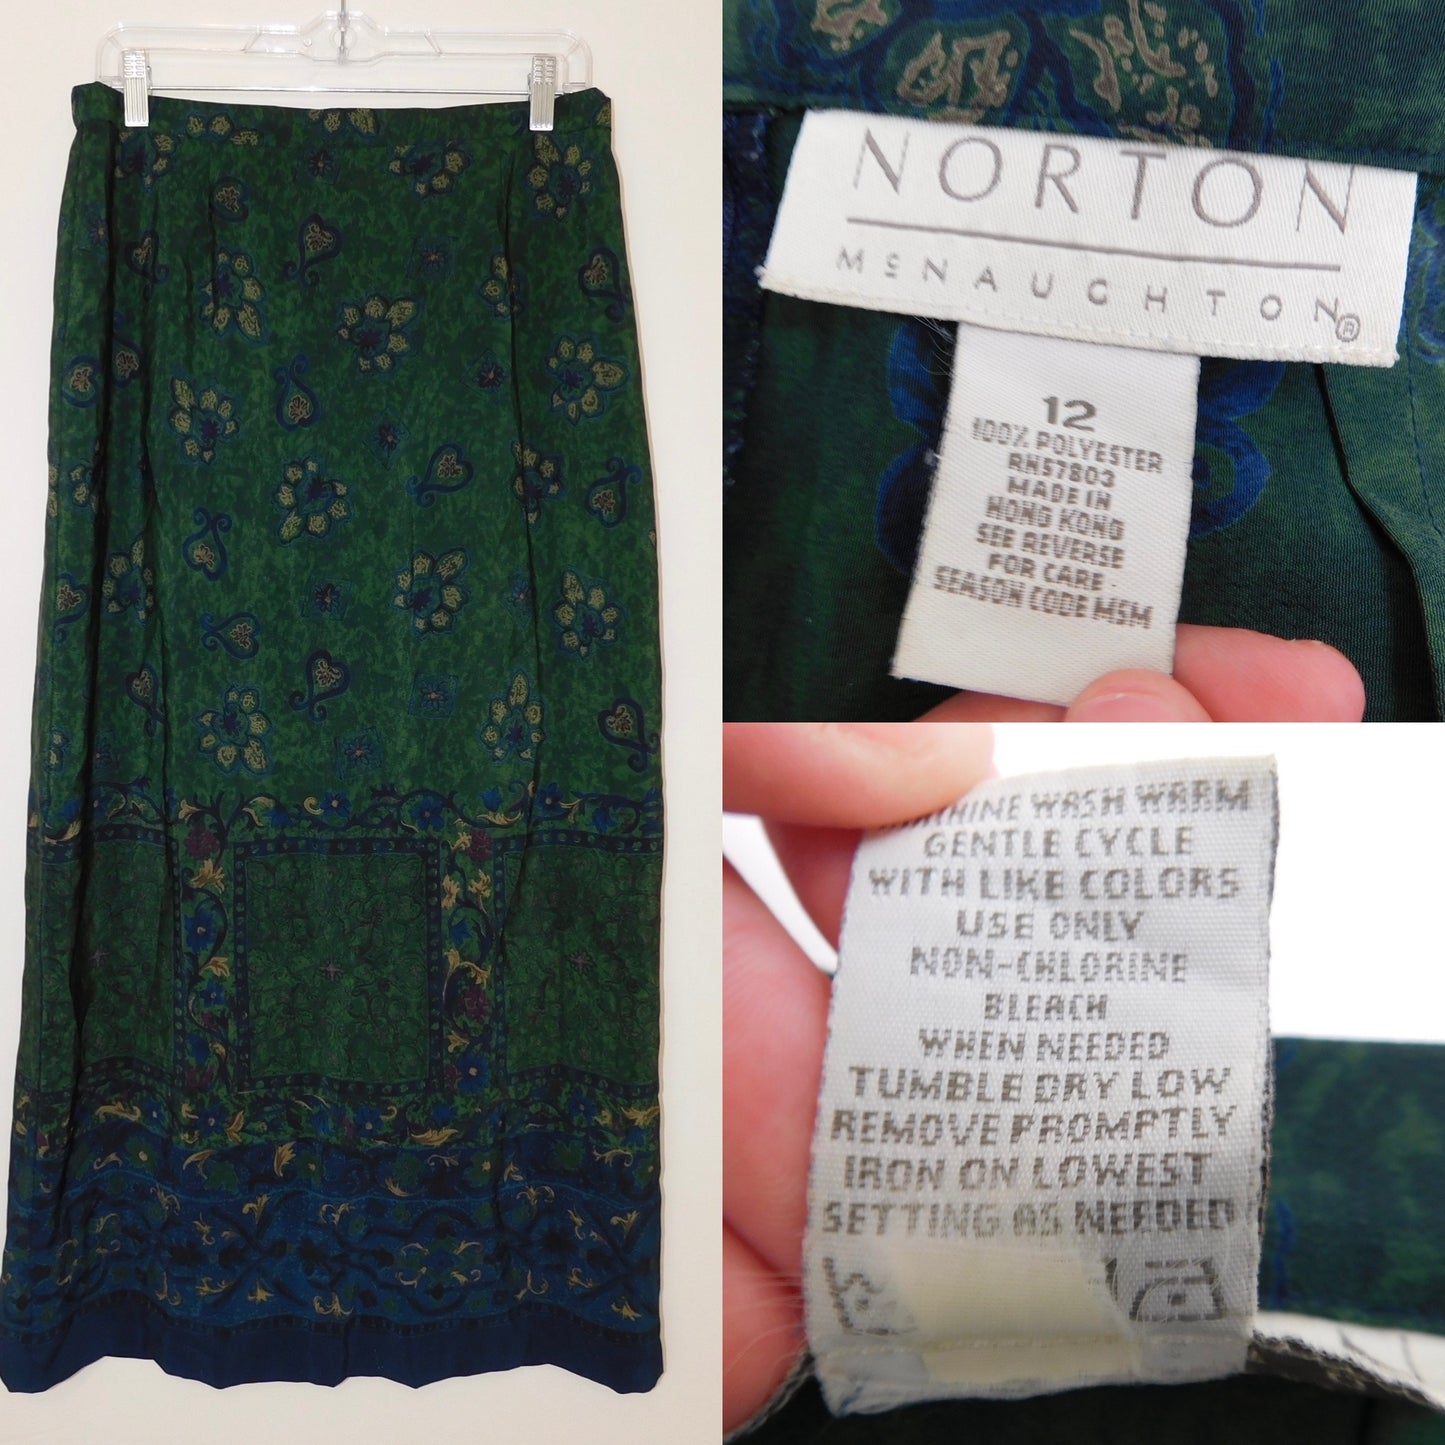 NORTON
McNAUGHTON®
12
100% POLYESTER
RN57803
MADE IN
HONG KONG
SEE REVERSE
FOR CARE
SEASON CODE MSM
MACHINE WASH WARM
GENTLE CYCLE
WITH LIKE COLORS
USE ONLY
NON-CHLORINE
BLEACH
WHEN NEEDED
TUMBLE DRY LOW
REMOVE PROMPTLY
IRON ON LOWEST
SETTING AS NEEDED